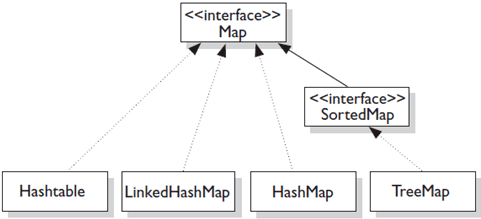 <<interface>>
Map
<<interface>>
SortedMap
Hashtable
LinkedHashMap
HashMap
TreeMap